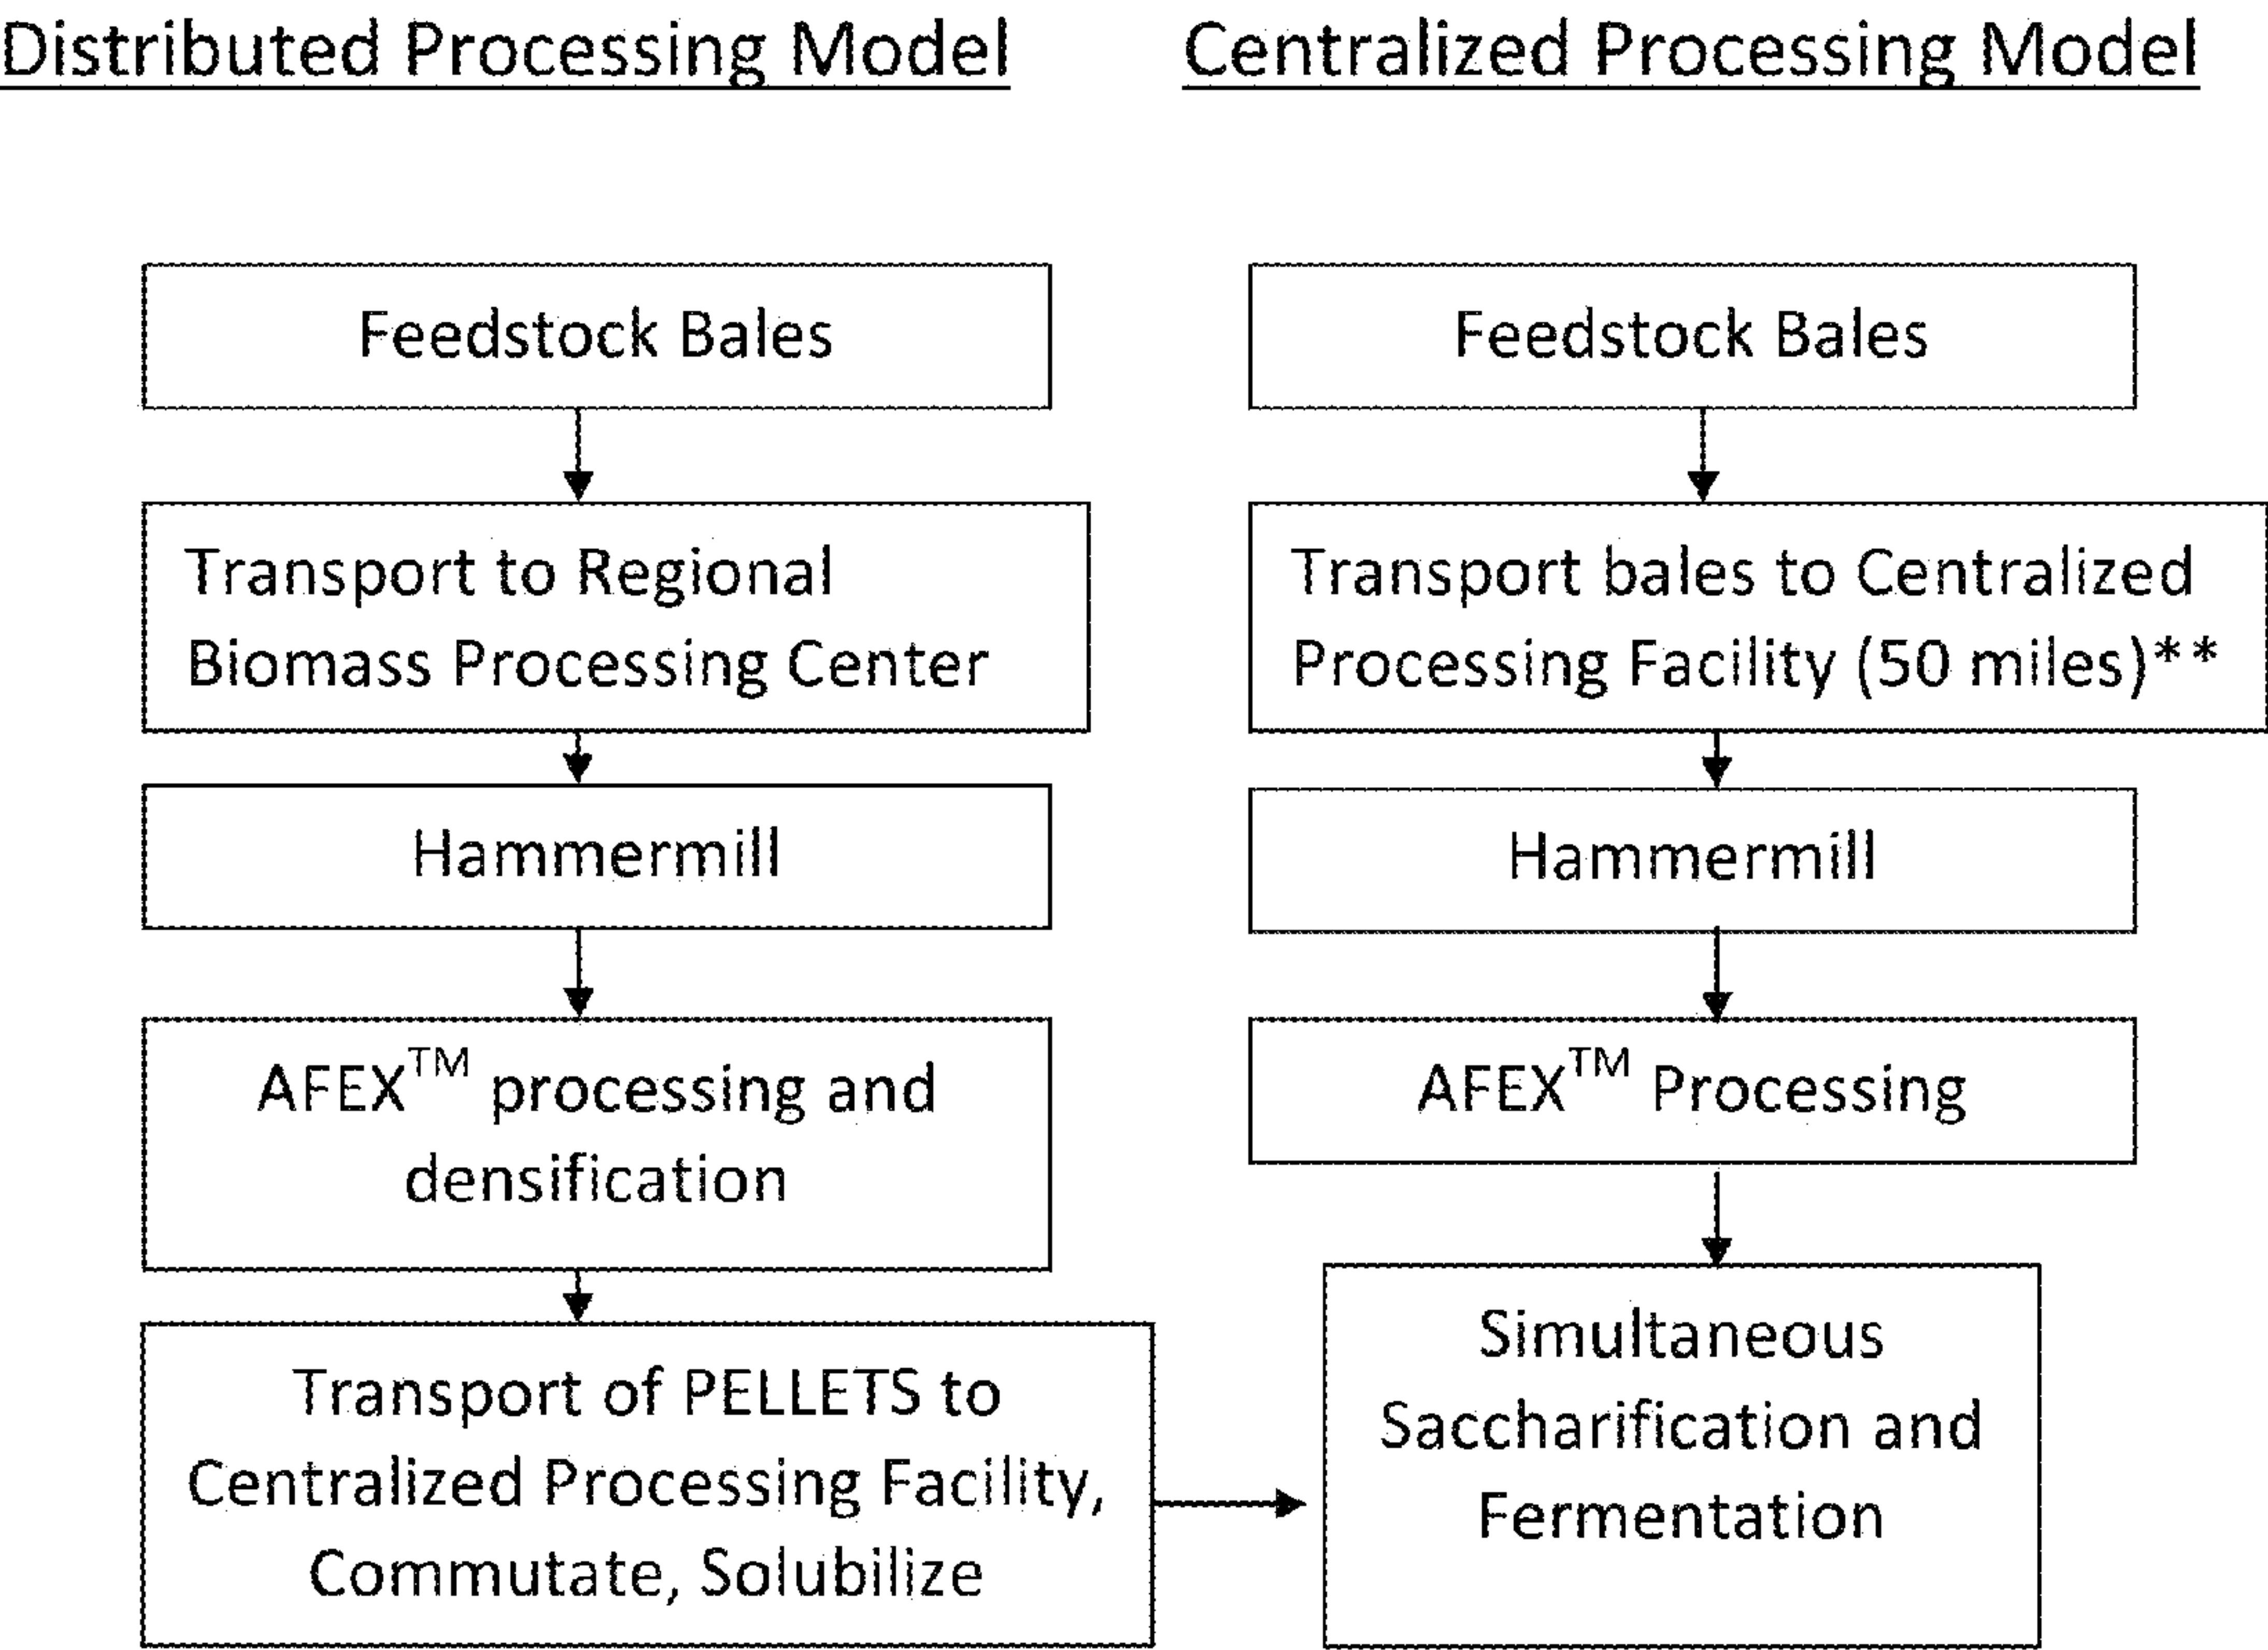 Distributed Processing Model
Feedstock Bales
Transport to Regional
Biomass Processing Center
Hammermill
AFEX™ processing and
densification
Transport of PELLETS to
Centralized Processing Facility,
Commutate, Solubilize
Centralized Processing Model
Feedstock Bales
Transport bales to Centralized
Processing Facility (50 miles)**
Hammermill
AFEX™ Processing
Simultaneous
Saccharification and
Fermentation